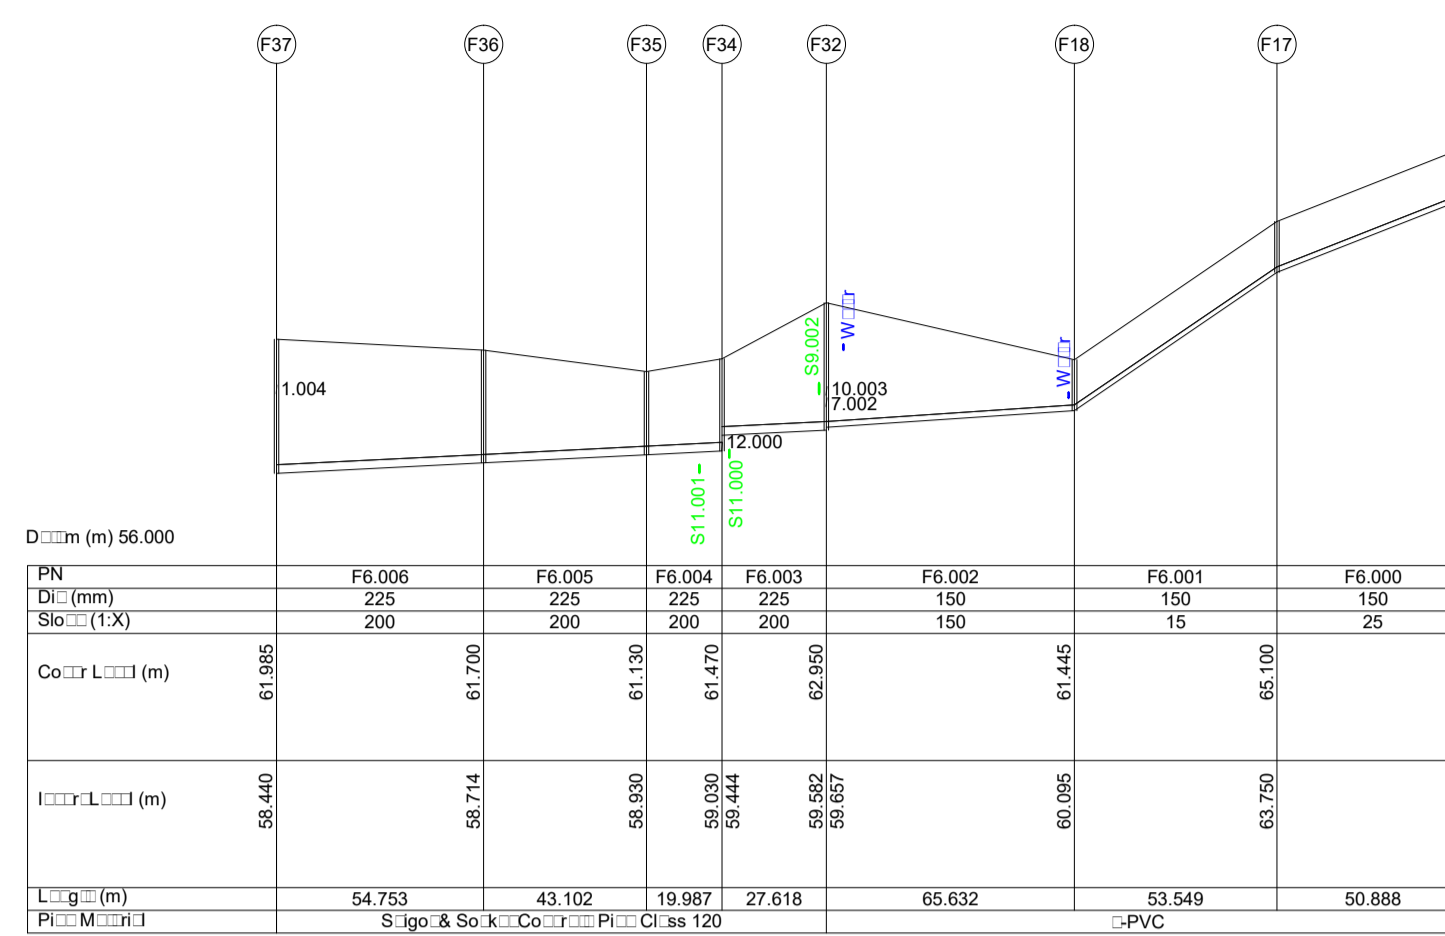 F37 F36 F35 F34 F32 F18 F17
S9.002
1.004
10.003
7.002
12.000
S11.001
S11.000
(m) 56.000
PN F6.006 F6.005 F6.004 F6.003 F6.002 F6.001 F6.000
(mm) 225 225 225 225 150 150 150
(1:X) 200 200 200 200 150 15 25
(m) 61.985 61.700 61.130 61.470 62.950 61.445 65.100
(m) 58.440 58.714 58.930 59.030 59.444 59.582 59.657 60.095 63.750
(m) 54.753 43.102 19.987 27.618 65.632 53.549 50.888
& 120 -PVC